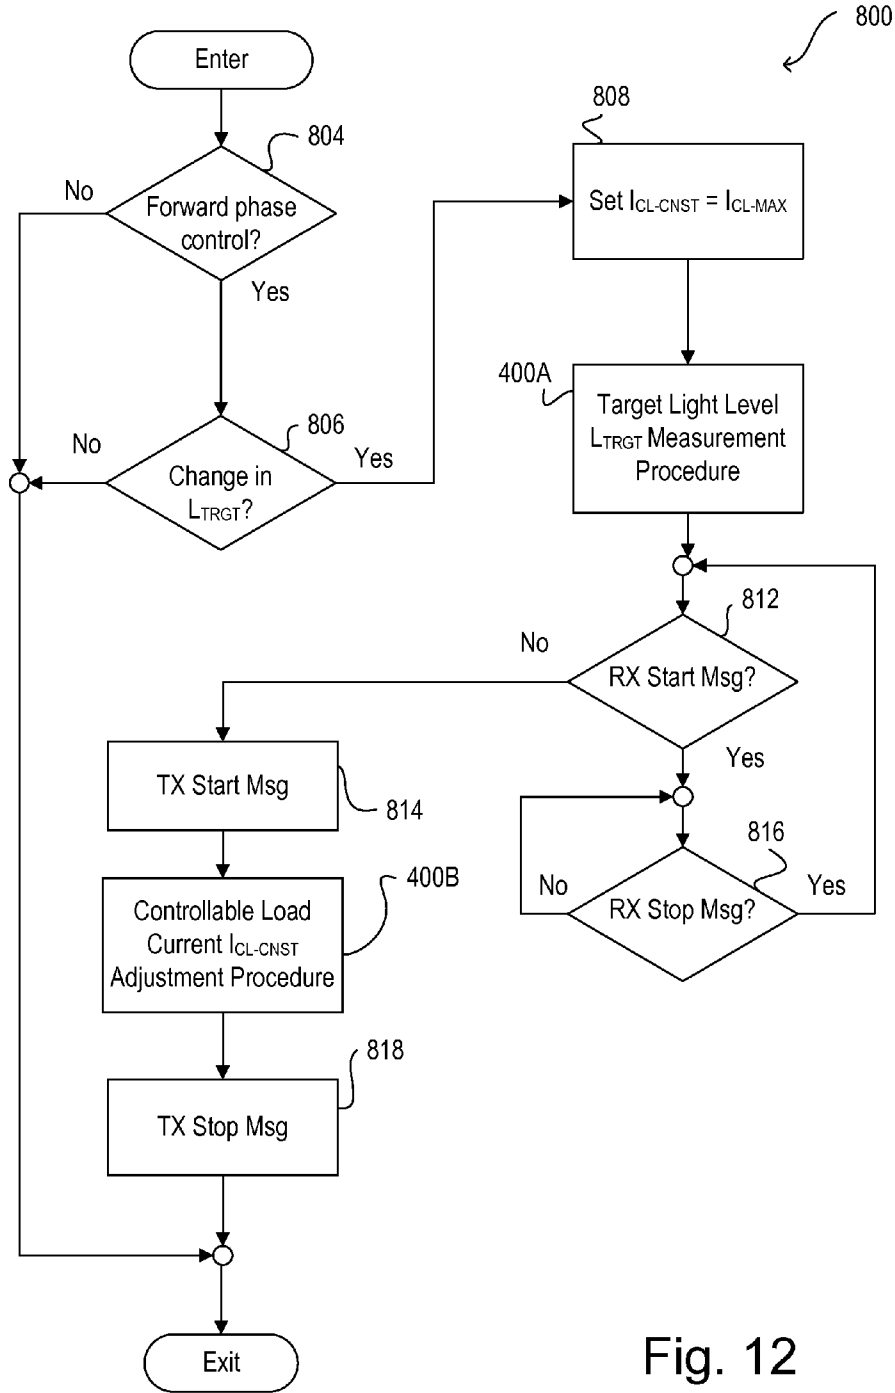 800
Enter
804
No
Forward phase
control?
Yes
808
Set ICL-CNST = ICL-MAX
400A
Target Light Level
LTRGT Measurement
Procedure
806
No
Change in
LTRGT?
Yes
812
No
RX Start Msg?
Yes
TX Start Msg
814
816
No
RX Stop Msg?
Yes
400B
Controllable Load
Current ICL-CNST
Adjustment Procedure
818
TX Stop Msg
Exit
Fig. 12